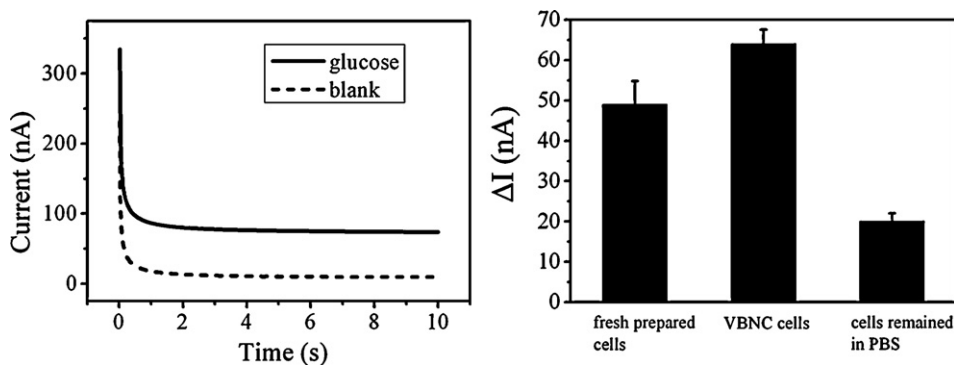 Current (nA)
300
200
100
0
glucose
blank
0
2
4
6
8
10
Time (s)
ΔI (nA)
70
60
50
40
30
20
10
0
fresh prepared
cells
VBNC cells
cells remained
in PBS